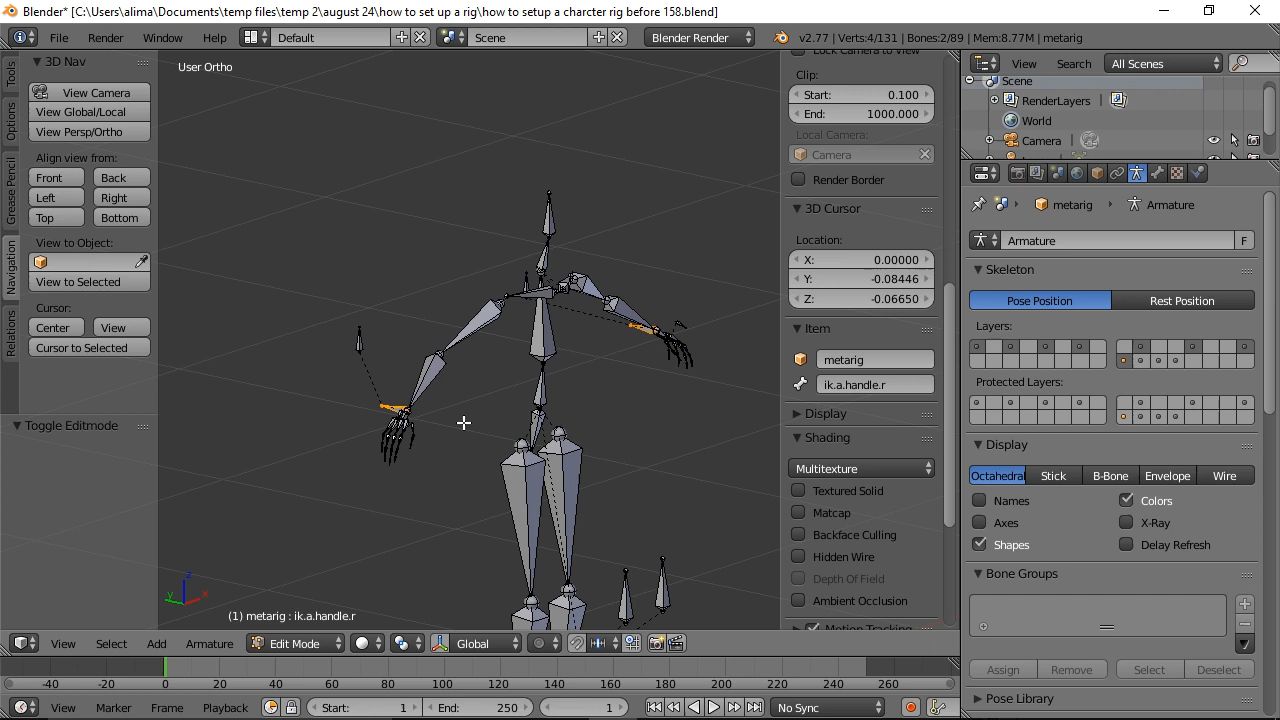 Blender* [C:\Users\alima\Documents\temp files\temp 2\august 24\how to set up a rig\how to setup a charcter rig before 158.blend]
File Render Window Help Default Scene Blender Render v2.77 | Verts:4/131 | Bones:2/89 | Mem:8.77M | metarig
Tools
Options
Grease Pencil
Navigation
Relations
3D Nav
View Camera
View Global/Local
View Persp/Ortho
Align view from:
Front Back
Left Right
Top Bottom
View to Object:
View to Selected
Cursor:
Center View
Cursor to Selected
Toggle Editmode
User Ortho
z
y x
(1) metarig : ik.a.handle.r
Lock Camera to View
Clip:
Start: 0.100
End: 1000.000
Local Camera:
Camera
Render Border
3D Cursor
Location:
X: 0.00000
Y: -0.08446
Z: -0.06650
Item
metarig
ik.a.handle.r
Display
Shading
Multitexture
Textured Solid
Matcap
Backface Culling
Hidden Wire
Depth Of Field
Ambient Occlusion
Motion Tracking
View Search All Scenes
Scene
RenderLayers |
World
Camera |
metarig Armature
Armature F
Skeleton
Pose Position Rest Position
Layers:
Protected Layers:
Display
Octahedral Stick B-Bone Envelope Wire
Names Colors
Axes X-Ray
Shapes Delay Refresh
Bone Groups
Assign Remove Select Deselect
Pose Library
View Select Add Armature Edit Mode Global
-40 -20 0 20 40 60 80 100 120 140 160 180 200 220 240 260
View Marker Frame Playback Start: 1 End: 250 1 No Sync